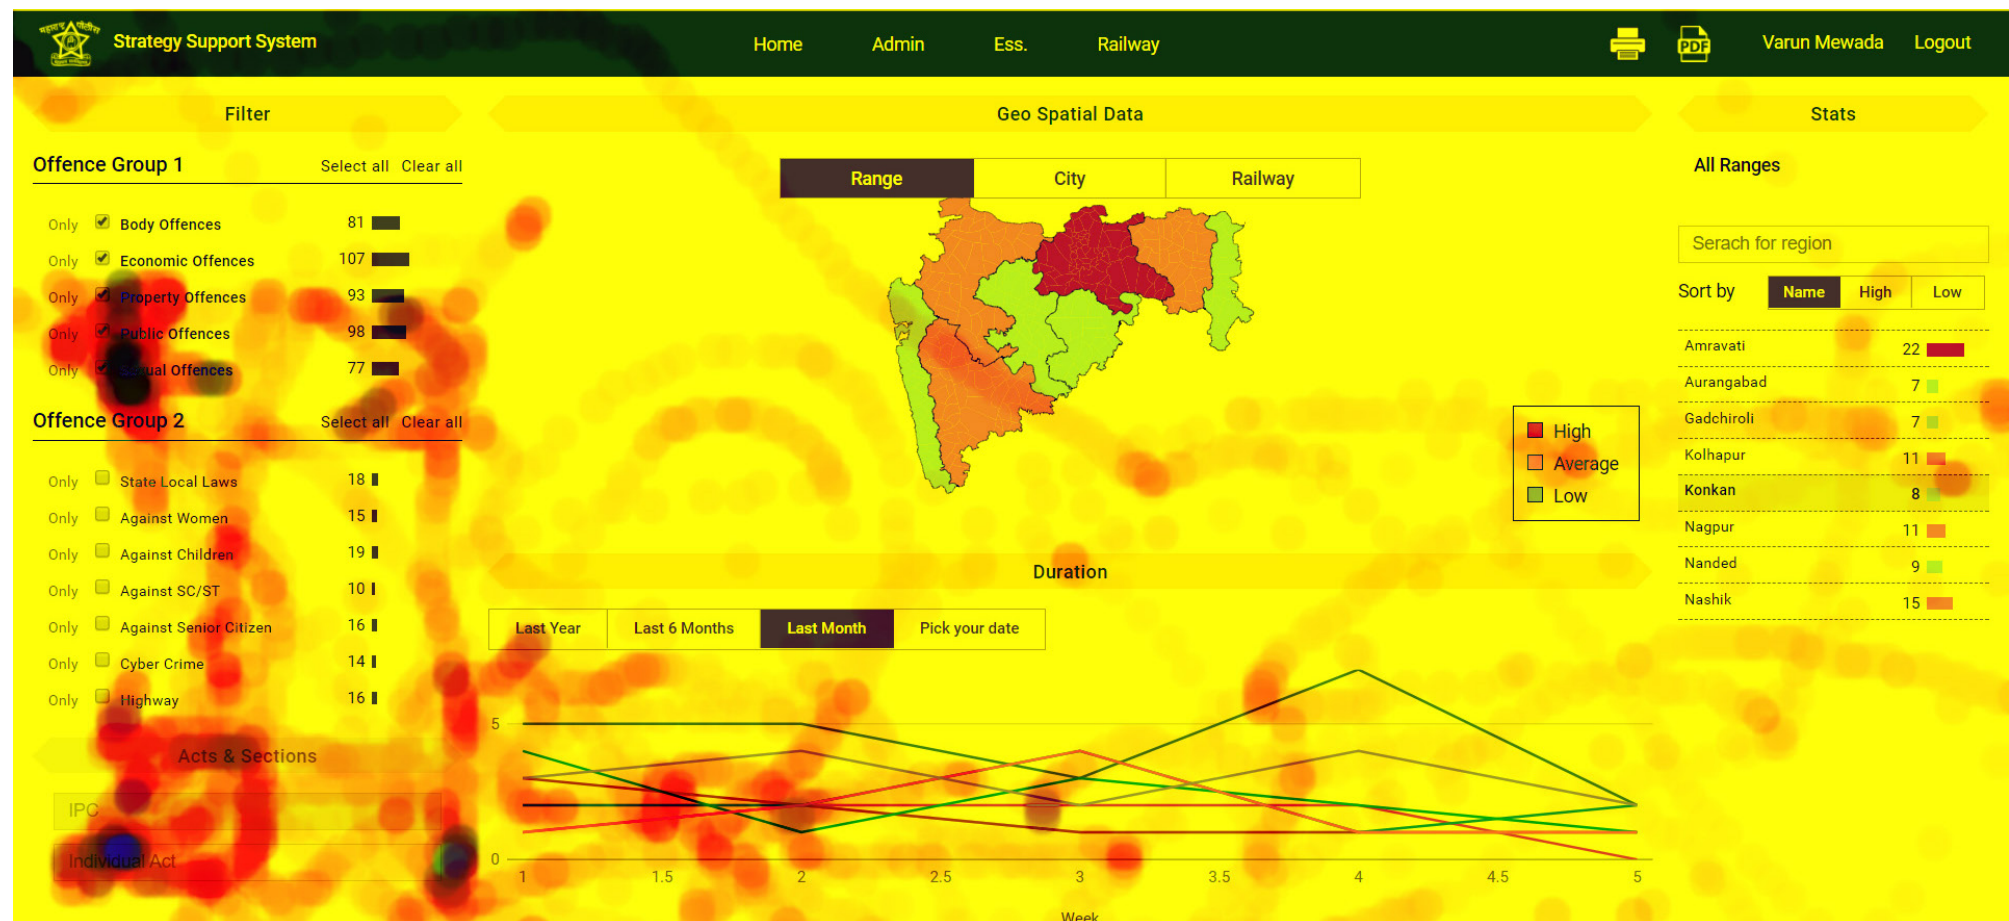 महाराष्ट्र पोलीस
Strategy Support System
Home Admin Ess. Railway
PDF
Varun Mewada Logout
Filter
Offence Group 1 Select all Clear all
Only Body Offences 81
Only Economic Offences 107
Only Property Offences 93
Only Public Offences 98
Only Sexual Offences 77
Offence Group 2 Select all Clear all
Only State Local Laws 18
Only Against Women 15
Only Against Children 19
Only Against SC/ST 10
Only Against Senior Citizen 16
Only Cyber Crime 14
Only Highway 16
Acts & Sections
IPC
Individual Act
Geo Spatial Data
Range City Railway
High
Average
Low
Duration
Last Year Last 6 Months Last Month Pick your date
5
0
1 1.5 2 2.5 3 3.5 4 4.5 5
Week
Stats
All Ranges
Serach for region
Sort by Name High Low
Amravati 22
Aurangabad 7
Gadchiroli 7
Kolhapur 11
Konkan 8
Nagpur 11
Nanded 9
Nashik 15